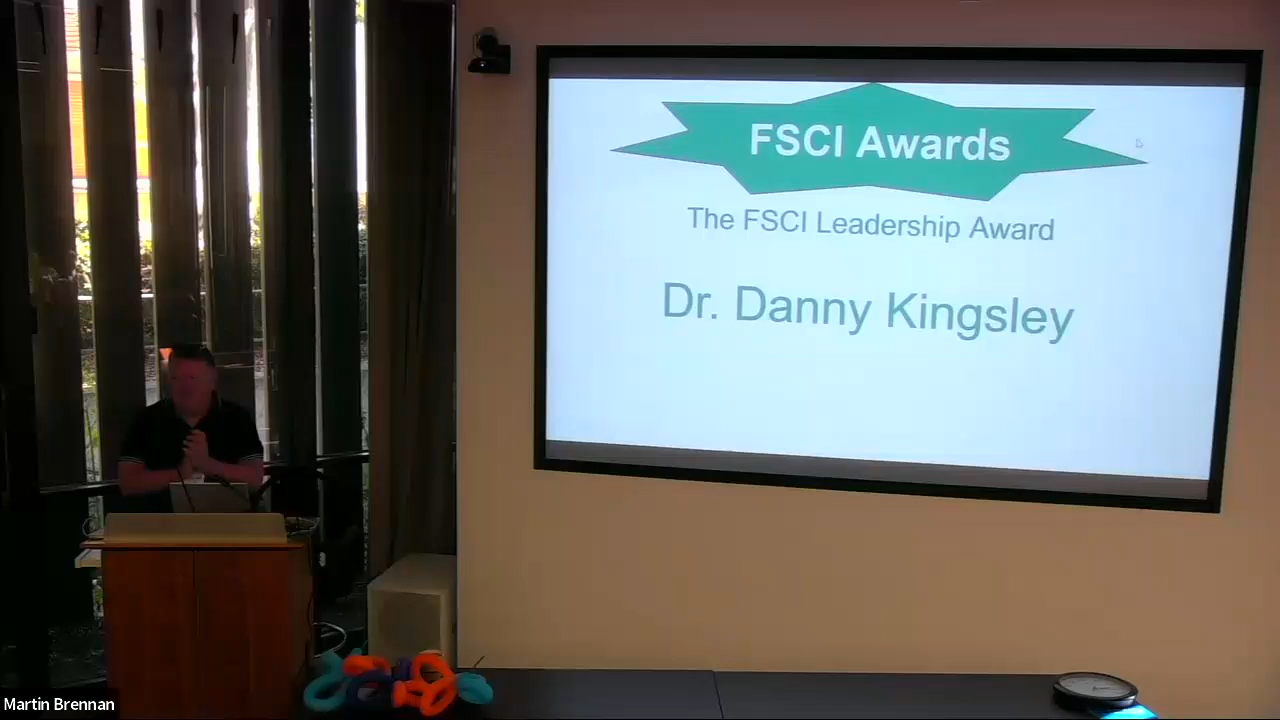 FSCI Awards
The FSCI Leadership Award
Dr. Danny Kingsley
Martin Brennan